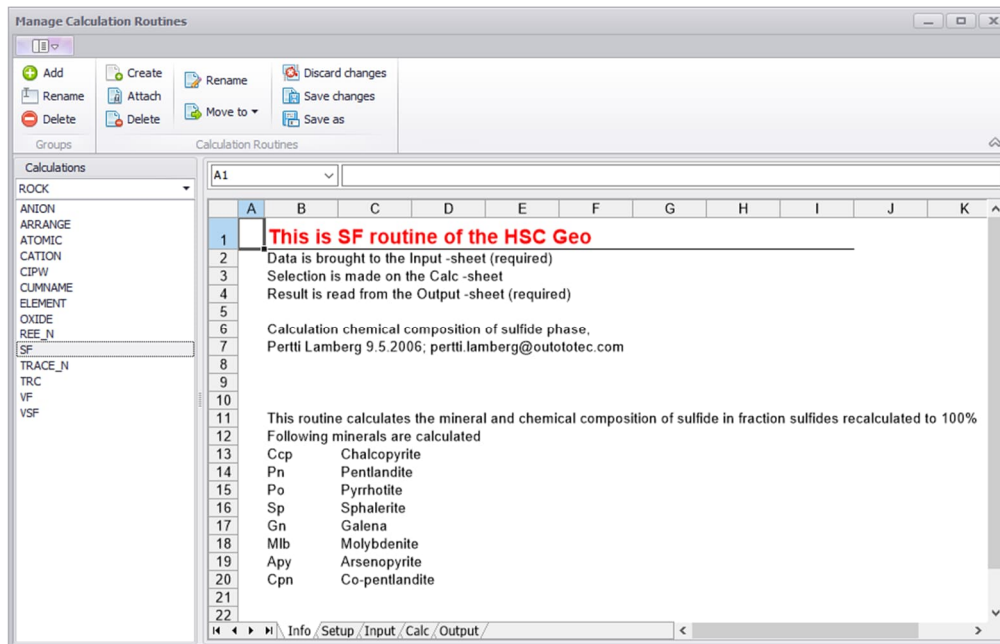 Manage Calculation Routines
Add
Rename
Delete
Groups
Create
Attach
Delete
Rename
Move to
Discard changes
Save changes
Save as
Calculation Routines
Calculations
ROCK
ANION
ARRANGE
ATOMIC
CATION
CIPW
CUMNAME
ELEMENT
OXIDE
REE_N
SF
TRACE_N
TRC
VF
VSF
A1
A B C D E F G H I J K
1 This is SF routine of the HSC Geo
2 Data is brought to the Input -sheet (required)
3 Selection is made on the Calc -sheet
4 Result is read from the Output -sheet (required)
5
6 Calculation chemical composition of sulfide phase,
7 Pertti Lamberg 9.5.2006; pertti.lamberg@outototec.com
8
9
10
11 This routine calculates the mineral and chemical composition of sulfide in fraction sulfides recalculated to 100%
12 Following minerals are calculated
13 Ccp Chalcopyrite
14 Pn Pentlandite
15 Po Pyrrhotite
16 Sp Sphalerite
17 Gn Galena
18 Mlb Molybdenite
19 Apy Arsenopyrite
20 Cpn Co-pentlandite
21
22
Info Setup Input Calc Output